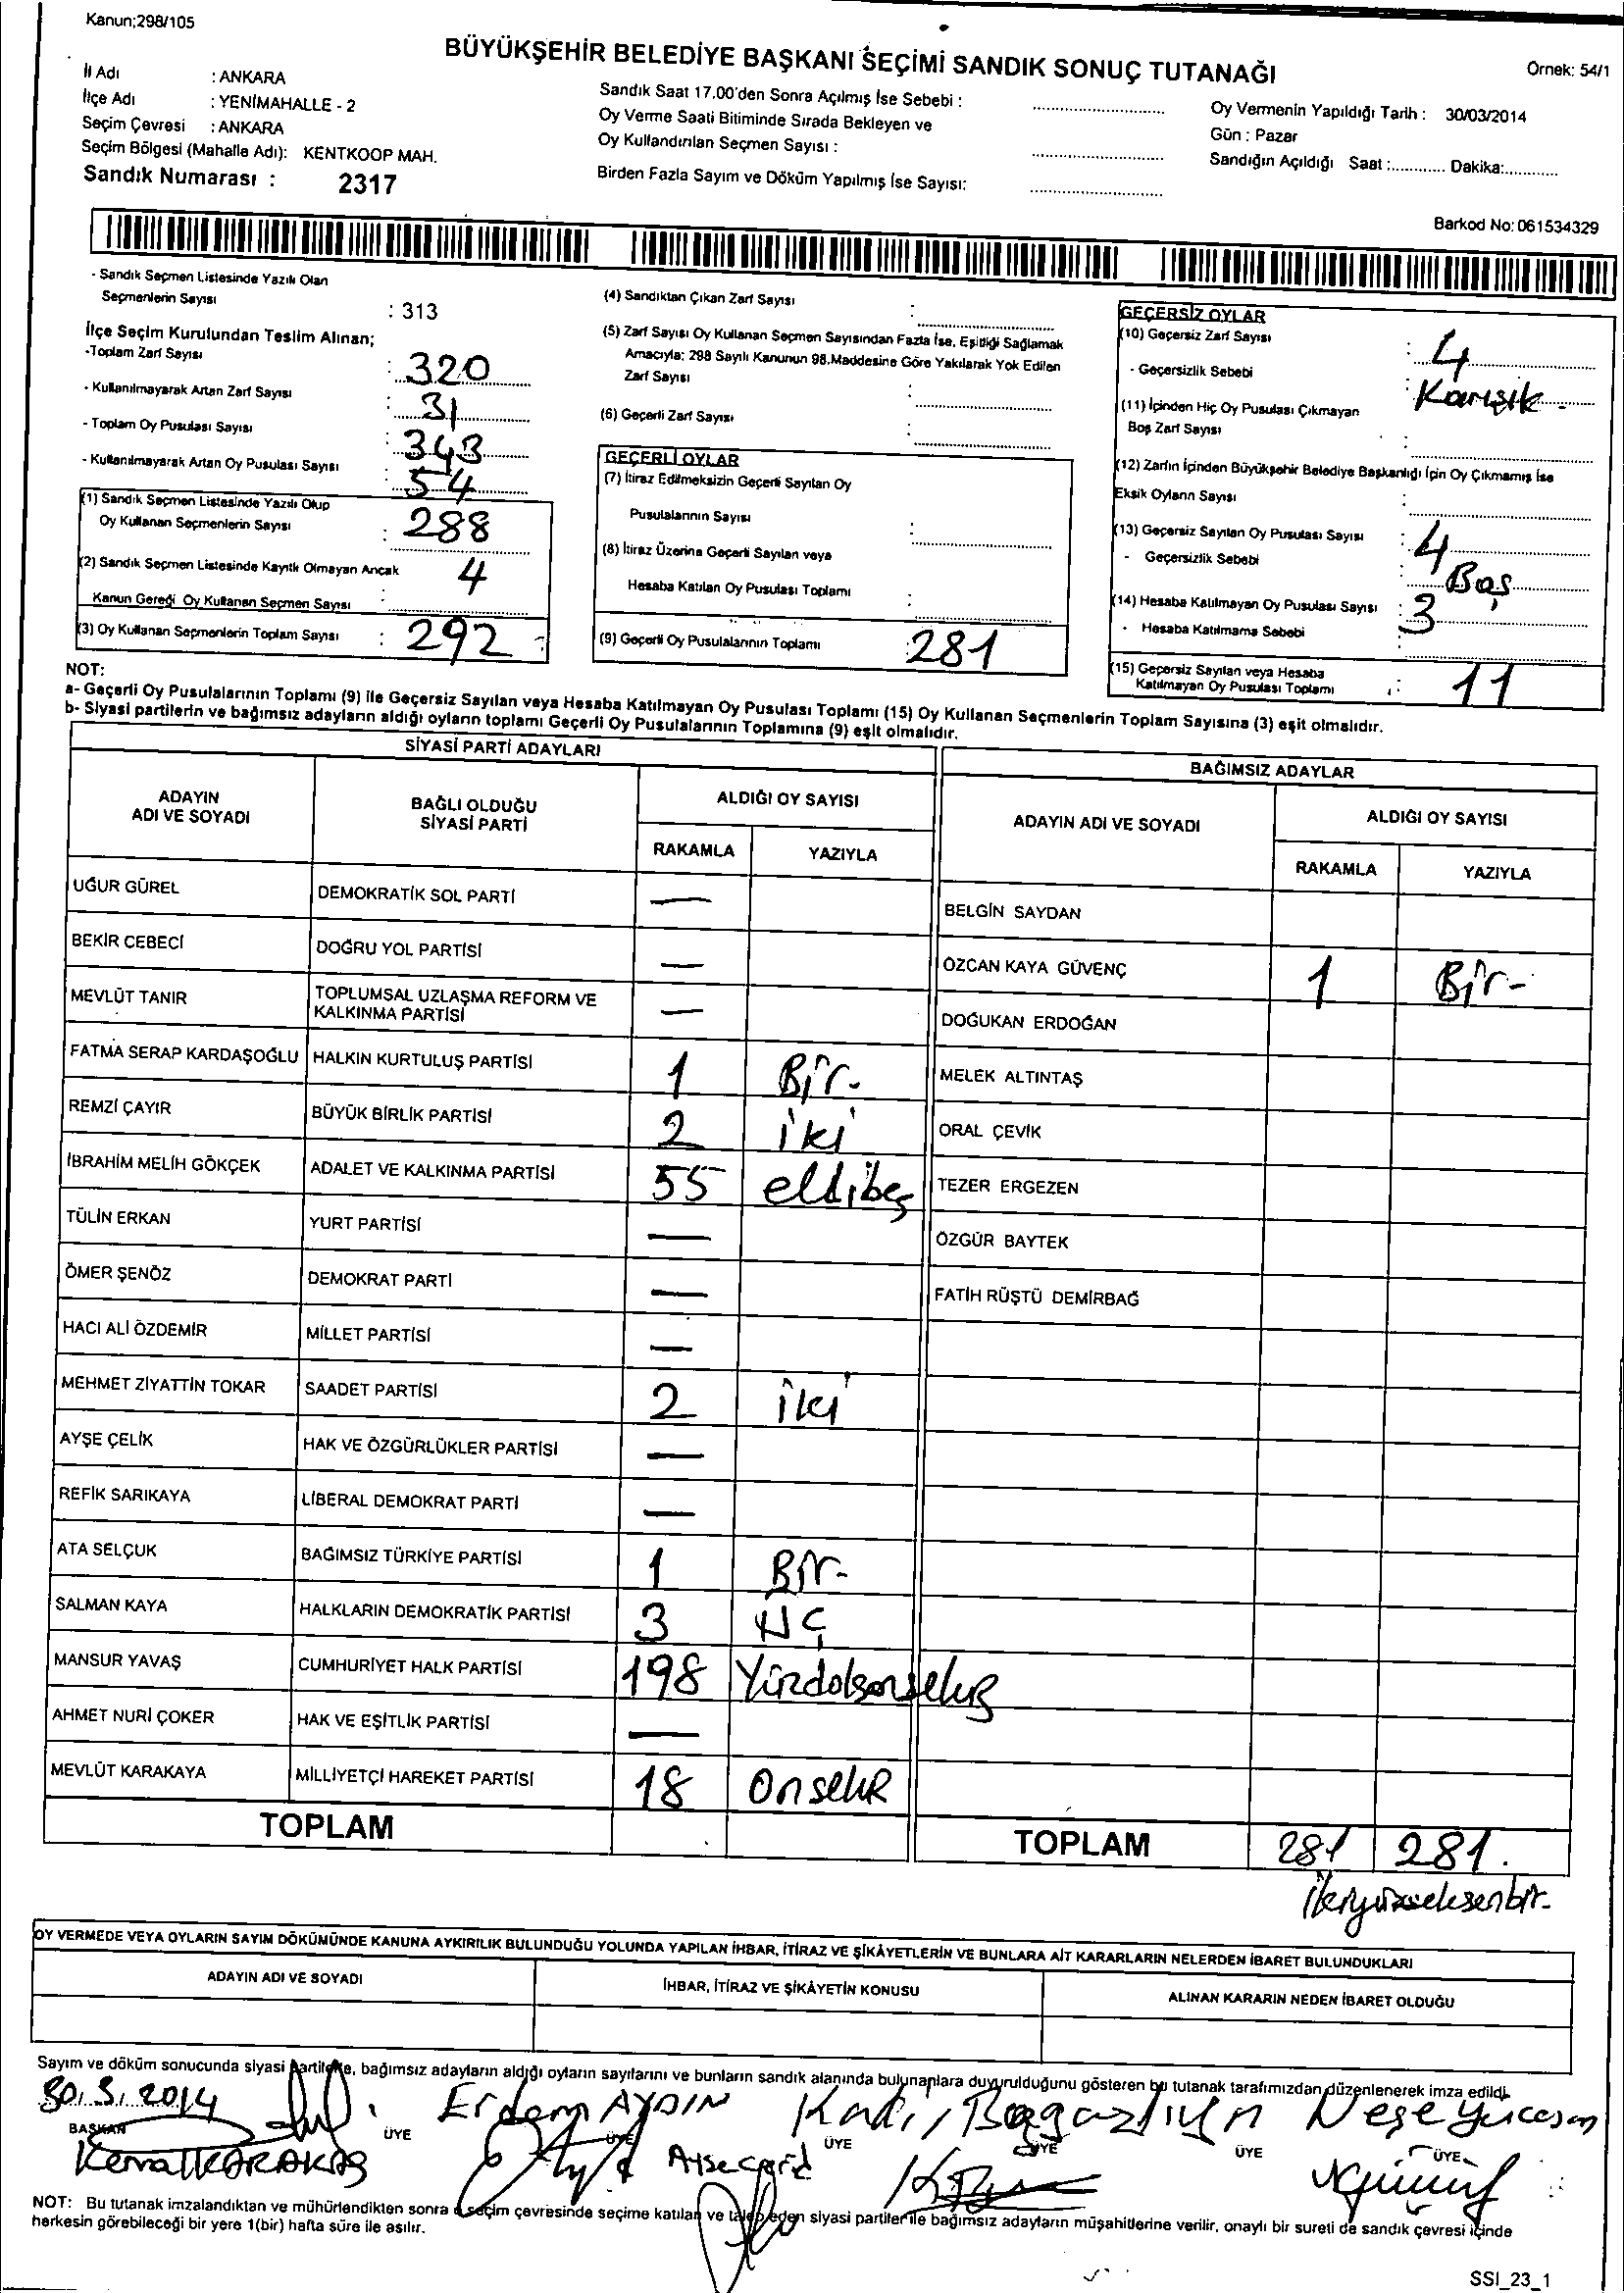 Kanun;298/105
BÜYÜKŞEHİR BELEDİYE BAŞKANI SEÇİMİ SANDIK SONUÇ TUTANAĞI
Örnek: 54/1
İl Adı : ANKARA
İlçe Adı : YENİMAHALLE - 2
Seçim Çevresi : ANKARA
Seçim Bölgesi (Mahalle Adı): KENTKOOP MAH.
Sandık Numarası : 2317
Sandık Saat 17.00'den Sonra Açılmış İse Sebebi :
Oy Verme Saati Bitiminde Sırada Bekleyen ve
Oy Kullandırılan Seçmen Sayısı :
Birden Fazla Sayım ve Döküm Yapılmış İse Sayısı:
Oy Vermenin Yapıldığı Tarih : 30/03/2014
Gün : Pazar
Sandığın Açıldığı Saat :............ Dakika:............
Barkod No: 061534329
- Sandık Seçmen Listesinde Yazılı Olan
Seçmenlerin Sayısı : 313
İlçe Seçim Kurulundan Teslim Alınan;
-Toplam Zarf Sayısı : 320
- Kullanılmayarak Artan Zarf Sayısı : 31
- Toplam Oy Pusulası Sayısı : 343
- Kullanılmayarak Artan Oy Pusulası Sayısı : 54
(1) Sandık Seçmen Listesinde Yazılı Olup
Oy Kullanan Seçmenlerin Sayısı : 288
(2) Sandık Seçmen Listesinde Kayıtlı Olmayan Ancak
Kanun Gereği Oy Kullanan Seçmen Sayısı : 4
(3) Oy Kullanan Seçmenlerin Toplam Sayısı : 292
(4) Sandıktan Çıkan Zarf Sayısı :
(5) Zarf Sayısı Oy Kullanan Seçmen Sayısından Fazla İse, Eşitliği Sağlamak
Amacıyla; 298 Sayılı Kanunun 98.Maddesine Göre Yakılarak Yok Edilen
Zarf Sayısı :
(6) Geçerli Zarf Sayısı :
GEÇERLİ OYLAR
(7) İtiraz Edilmeksizin Geçerli Sayılan Oy
Pusulalarının Sayısı :
(8) İtiraz Üzerine Geçerli Sayılan veya
Hesaba Katılan Oy Pusulası Toplamı :
(9) Geçerli Oy Pusulalarının Toplamı : 281
GEÇERSİZ OYLAR
(10) Geçersiz Zarf Sayısı : 4
- Geçersizlik Sebebi : Karışık -
(11) İçinden Hiç Oy Pusulası Çıkmayan
Boş Zarf Sayısı :
(12) Zarfın İçinden Büyükşehir Belediye Başkanlığı İçin Oy Çıkmamış İse
Eksik Oyların Sayısı :
(13) Geçersiz Sayılan Oy Pusulası Sayısı : 4
- Geçersizlik Sebebi : Boş
(14) Hesaba Katılmayan Oy Pusulası Sayısı : 3
- Hesaba Katılmama Sebebi :
(15) Geçersiz Sayılan veya Hesaba
Katılmayan Oy Pusulası Toplamı : 11
NOT:
a- Geçerli Oy Pusulalarının Toplamı (9) ile Geçersiz Sayılan veya Hesaba Katılmayan Oy Pusulası Toplamı (15) Oy Kullanan Seçmenlerin Toplam Sayısına (3) eşit olmalıdır.
b- Siyasi partilerin ve bağımsız adayların aldığı oyların toplamı Geçerli Oy Pusulalarının Toplamına (9) eşit olmalıdır.
SİYASİ PARTİ ADAYLARI
ADAYIN ADI VE SOYADI
BAĞLI OLDUĞU SİYASİ PARTİ
ALDIĞI OY SAYISI
RAKAMLA YAZIYLA
UĞUR GÜREL DEMOKRATİK SOL PARTİ —
BEKİR CEBECİ DOĞRU YOL PARTİSİ —
MEVLÜT TANIR TOPLUMSAL UZLAŞMA REFORM VE KALKINMA PARTİSİ —
FATMA SERAP KARDAŞOĞLU HALKIN KURTULUŞ PARTİSİ 1 Bir-
REMZİ ÇAYIR BÜYÜK BİRLİK PARTİSİ 2 iki
İBRAHİM MELİH GÖKÇEK ADALET VE KALKINMA PARTİSİ 55 ellibeş
TÜLİN ERKAN YURT PARTİSİ —
ÖMER ŞENÖZ DEMOKRAT PARTİ —
HACI ALİ ÖZDEMİR MİLLET PARTİSİ —
MEHMET ZİYATTİN TOKAR SAADET PARTİSİ 2 iki
AYŞE ÇELİK HAK VE ÖZGÜRLÜKLER PARTİSİ —
REFİK SARIKAYA LİBERAL DEMOKRAT PARTİ —
ATA SELÇUK BAĞIMSIZ TÜRKİYE PARTİSİ 1 Bir-
SALMAN KAYA HALKLARIN DEMOKRATİK PARTİSİ 3 üÇ
MANSUR YAVAŞ CUMHURİYET HALK PARTİSİ 198 Yüzdoksansekiz
AHMET NURİ ÇOKER HAK VE EŞİTLİK PARTİSİ —
MEVLÜT KARAKAYA MİLLİYETÇİ HAREKET PARTİSİ 18 Onsekiz
TOPLAM
BAĞIMSIZ ADAYLAR
ADAYIN ADI VE SOYADI
ALDIĞI OY SAYISI
RAKAMLA YAZIYLA
BELGİN SAYDAN
ÖZCAN KAYA GÜVENÇ 1 Bir-
DOĞUKAN ERDOĞAN
MELEK ALTINTAŞ
ORAL ÇEVİK
TEZER ERGEZEN
ÖZGÜR BAYTEK
FATİH RÜŞTÜ DEMİRBAĞ
TOPLAM 281 281.
ikiyüzseksenbir-
OY VERMEDE VEYA OYLARIN SAYIM DÖKÜMÜNDE KANUNA AYKIRILIK BULUNDUĞU YOLUNDA YAPILAN İHBAR, İTİRAZ VE ŞİKÂYETLERİN VE BUNLARA AİT KARARLARIN NELERDEN İBARET BULUNDUKLARI
ADAYIN ADI VE SOYADI
İHBAR, İTİRAZ VE ŞİKÂYETİN KONUSU
ALINAN KARARIN NEDEN İBARET OLDUĞU
Sayım ve döküm sonucunda siyasi partilerle, bağımsız adayların aldığı oyların sayılarını ve bunların sandık alanında bulunanlara duyurulduğunu gösteren bu tutanak tarafımızdan düzenlenerek imza edildi.
30.3.2014 Erdem AYDIN Kadir Boğazlıyan Neşe Yücesan
BAŞKAN ÜYE ÜYE ÜYE ÜYE ÜYE ÜYE
Kemal KARAKAŞ
NOT: Bu tutanak imzalandıktan ve mühürlendikten sonra o seçim çevresinde seçime katılan ve talep eden siyasi partiler ile bağımsız adayların müşahitlerine verilir, onaylı bir sureti de sandık çevresi içinde
herkesin görebileceği bir yere 1(bir) hafta süre ile asılır.
SSI_23_1